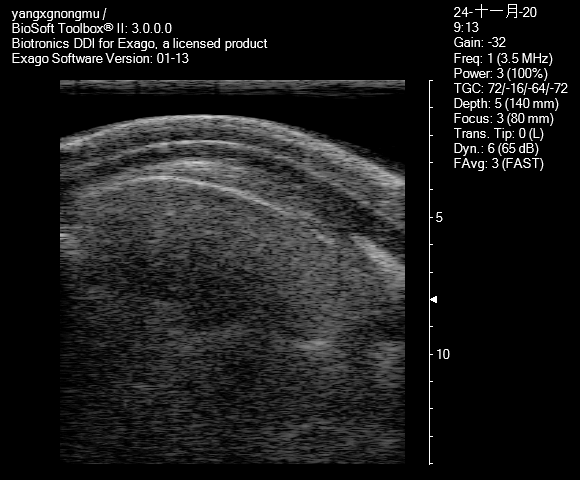 yangxgnongmu /
BioSoft Toolbox® II: 3.0.0.0
Biotronics DDI for Exago, a licensed product
Exago Software Version: 01-13
24-十一月-20
9:13
Gain: -32
Freq: 1 (3.5 MHz)
Power: 3 (100%)
TGC: 72/-16/-64/-72
Depth: 5 (140 mm)
Focus: 3 (80 mm)
Trans. Tip: 0 (L)
Dyn.: 6 (65 dB)
FAvg: 3 (FAST)
5
10